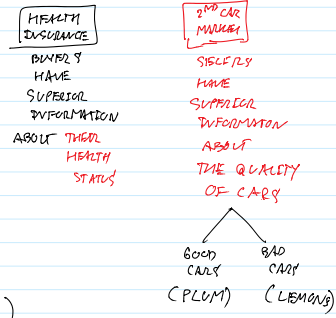 HEALTH
INSURANCE
BUYERS
HAVE
SUPERIOR
INFORMATION
ABOUT THEIR
HEALTH
STATUS
2ND CAR
MARKET
SELLERS
HAVE
SUPERIOR
INFORMATION
ABOUT
THE QUALITY
OF CARS
GOOD
CARS
(PLUM)
BAD
CARS
(LEMONS)
)